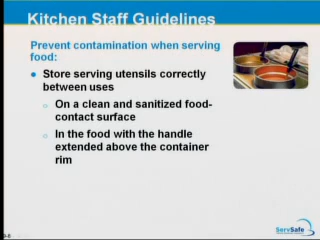 Kitchen Staff Guidelines
Prevent contamination when serving
food:
Store serving utensils correctly
between uses
On a clean and sanitized food-
contact surface
In the food with the handle
extended above the container
rim
ServSafe